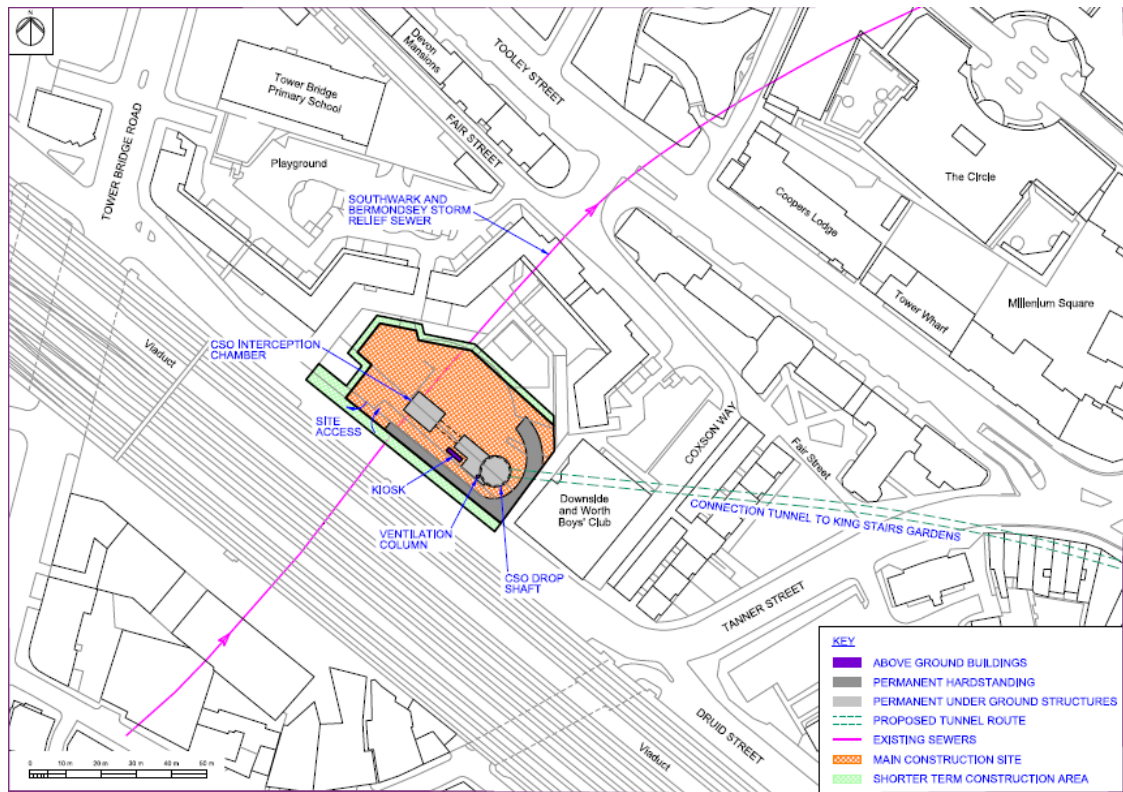 N
Devon
Mansions
TOOLEY STREET
Tower Bridge
Primary School
FAIR STREET
TOWER BRIDGE ROAD
Playground
The Circle
SOUTHWARK AND
BERMONDSEY STORM
RELIEF SEWER
Coopers Lodge
Tower Wharf
Millenium Square
Viaduct
CSO INTERCEPTION
CHAMBER
SITE
ACCESS
COXSON WAY
Fair Street
KIOSK
Downside
and Worth
Boys' Club
CONNECTION TUNNEL TO KING STAIRS GARDENS
VENTILATION
COLUMN
CSO DROP
SHAFT
TANNER STREET
DRUID STREET
Viaduct
KEY
ABOVE GROUND BUILDINGS
PERMANENT HARDSTANDING
PERMANENT UNDER GROUND STRUCTURES
PROPOSED TUNNEL ROUTE
EXISTING SEWERS
MAIN CONSTRUCTION SITE
SHORTER TERM CONSTRUCTION AREA
0 10 m 20 m 30 m 40 m 50 m